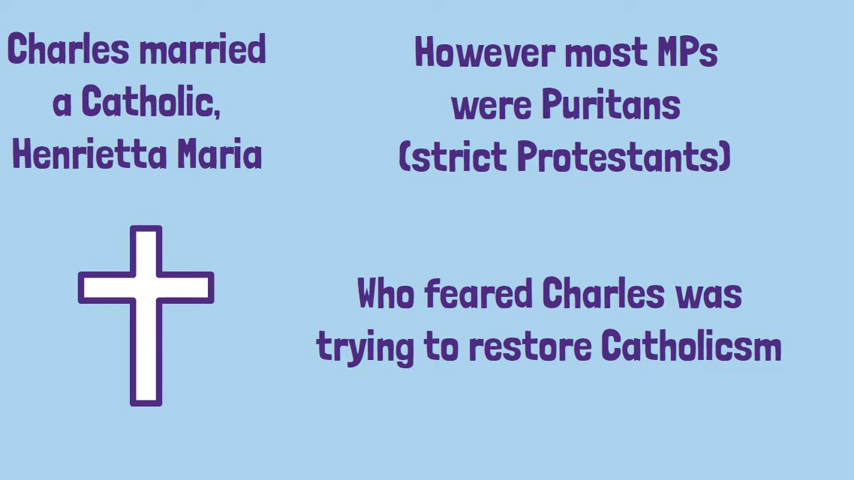 Charles married
a Catholic,
Henrietta Maria
However most MPs
were Puritans
(strict Protestants)
Who feared Charles was
trying to restore Catholicsm